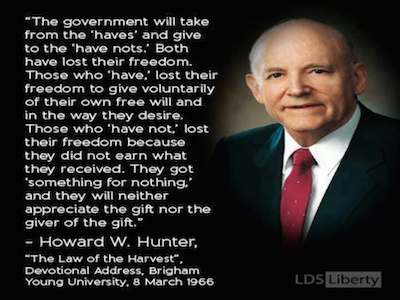 “The government will take
from the ‘haves’ and give
to the ‘have nots.’ Both
have lost their freedom.
Those who ‘have,’ lost their
freedom to give voluntarily
of their own free will and
in the way they desire.
Those who ‘have not,’ lost
their freedom because
they did not earn what
they received. They got
‘something for nothing,’
and they will neither
appreciate the gift nor the
giver of the gift.”
– Howard W. Hunter,
“The Law of the Harvest”,
Devotional Address, Brigham
Young University, 8 March 1966
LDS Liberty